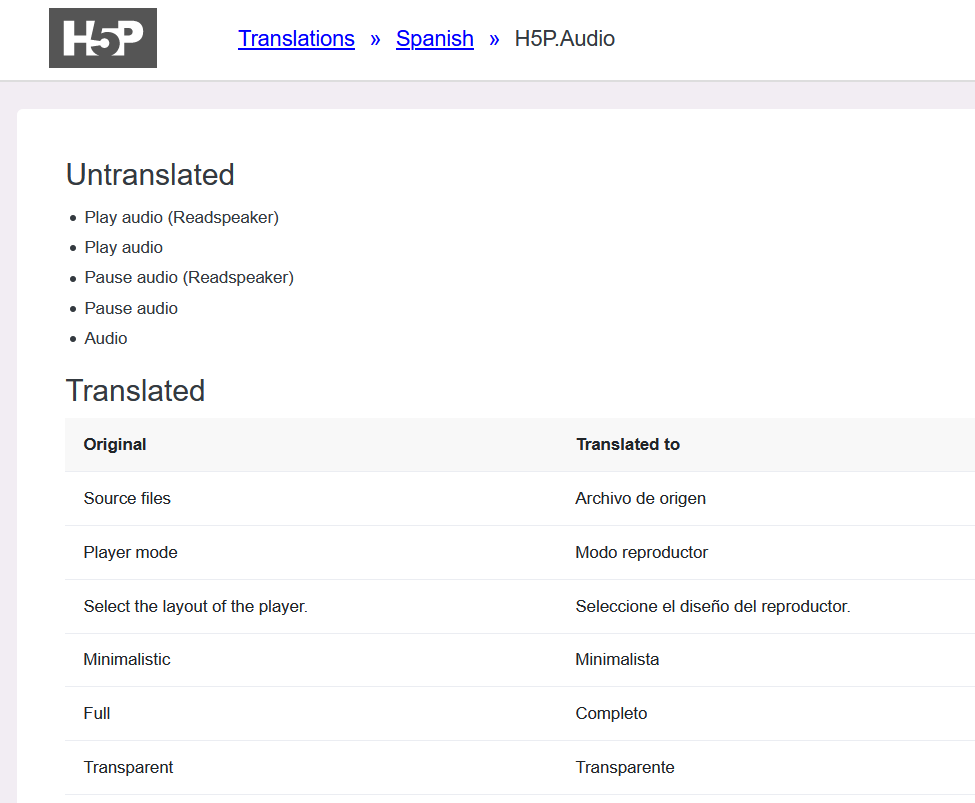 H5P Translations » Spanish » H5P.Audio
Untranslated
Play audio (Readspeaker)
Play audio
Pause audio (Readspeaker)
Pause audio
Audio
Translated
Original Translated to
Source files Archivo de origen
Player mode Modo reproductor
Select the layout of the player. Seleccione el diseño del reproductor.
Minimalistic Minimalista
Full Completo
Transparent Transparente